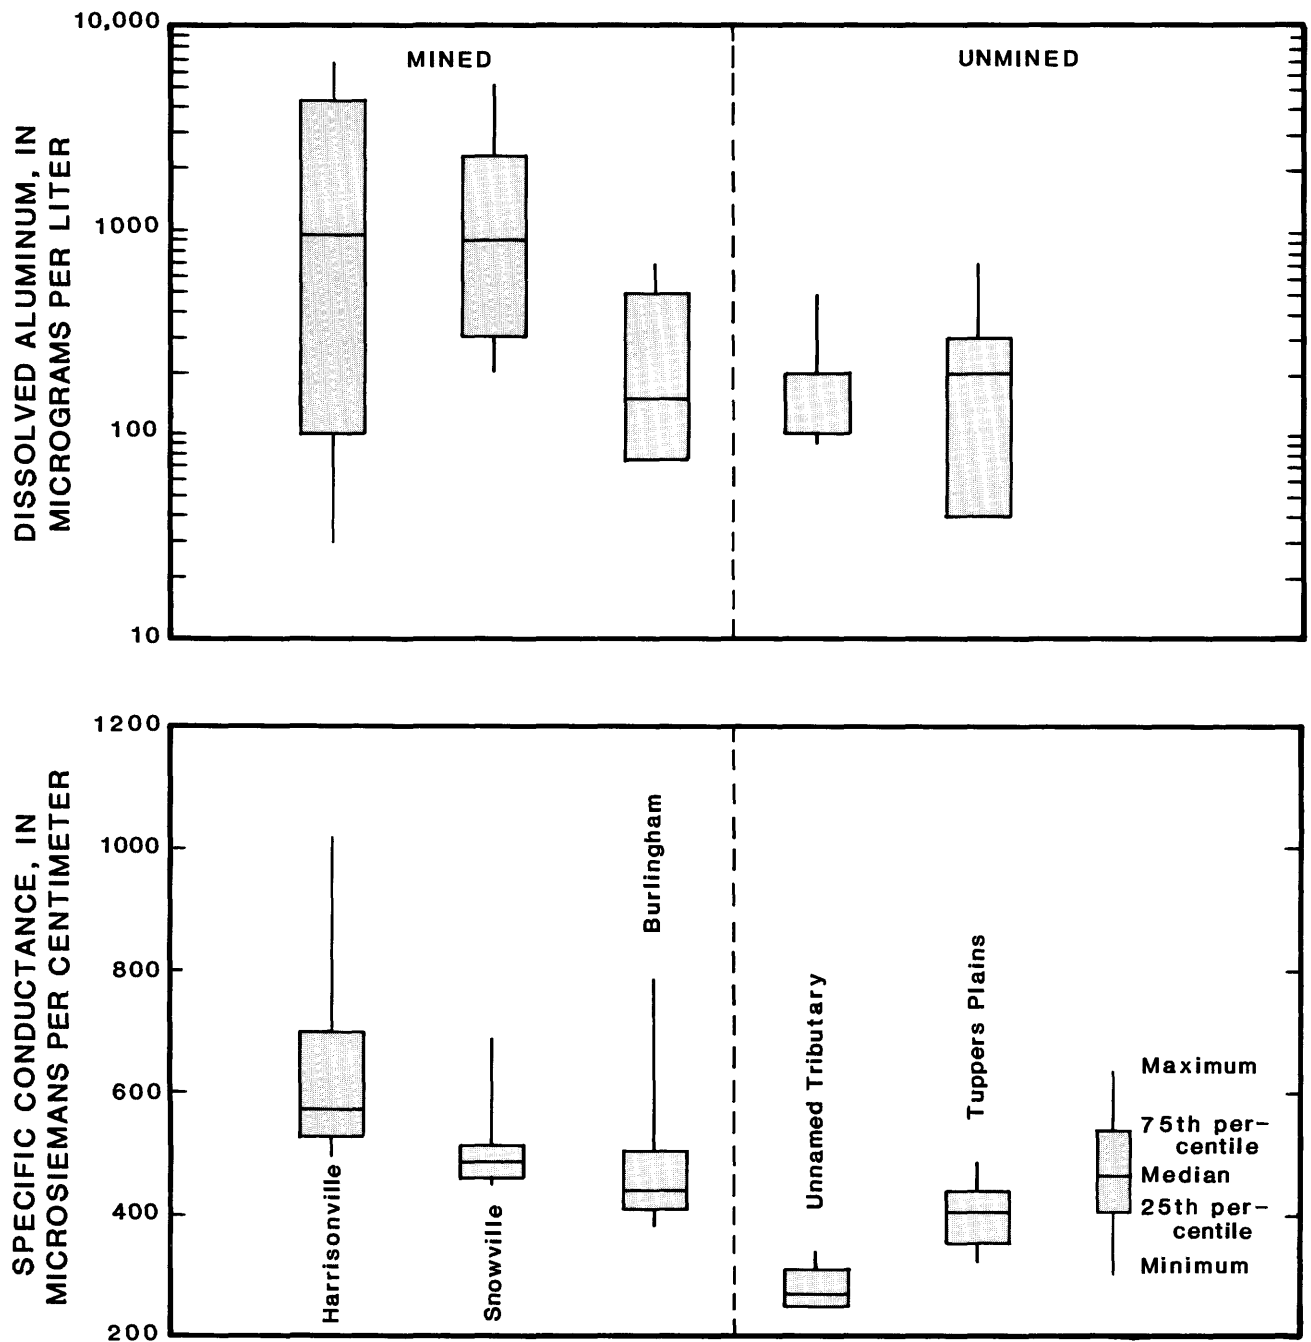 DISSOLVED ALUMINUM, IN
MICROGRAMS PER LITER
10,000
1000
100
10
MINED
UNMINED
SPECIFIC CONDUCTANCE, IN
MICROSIEMANS PER CENTIMETER
1200
1000
800
600
400
200
Harrisonville
Snowville
Burlingham
Unnamed Tributary
Tuppers Plains
Maximum
75th per-
centile
Median
25th per-
centile
Minimum